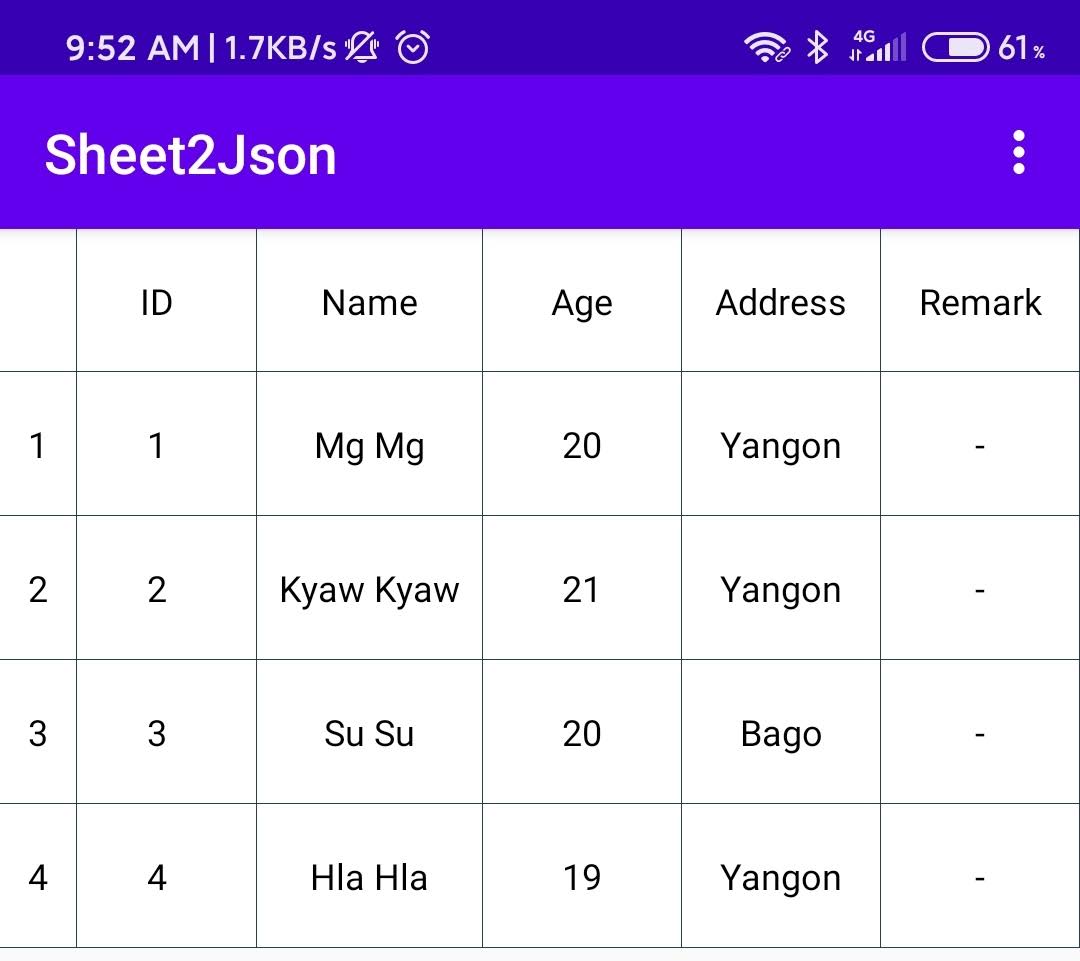 9:52 AM | 1.7KB/s 4G 61%
Sheet2Json
ID Name Age Address Remark
1 1 Mg Mg 20 Yangon -
2 2 Kyaw Kyaw 21 Yangon -
3 3 Su Su 20 Bago -
4 4 Hla Hla 19 Yangon -